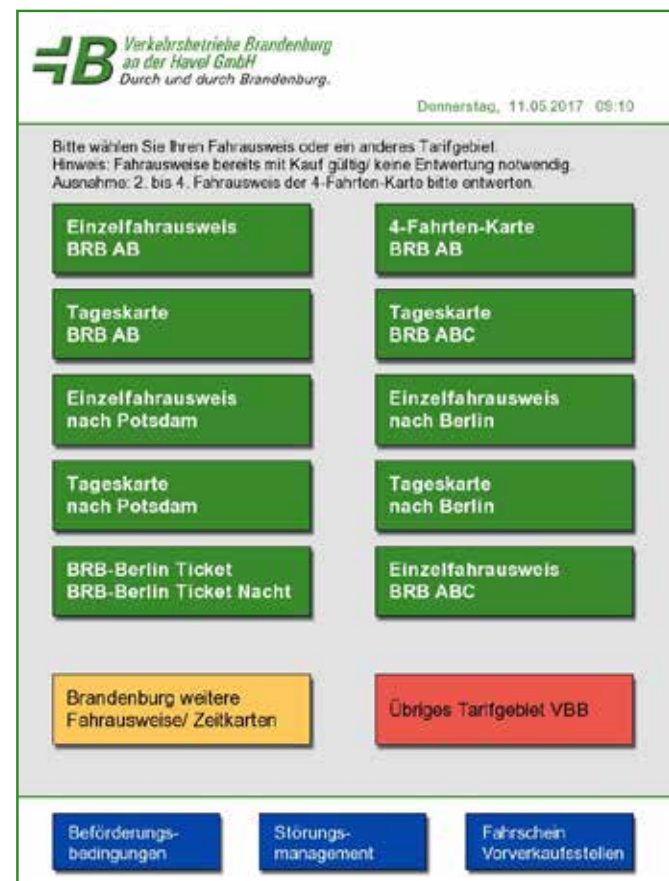 Verkehrsbetriebe Brandenburg
an der Havel GmbH
Durch und durch Brandenburg.
Donnerstag, 11.05.2017 09:10
Bitte wählen Sie Ihren Fahrausweis oder ein anderes Tarifgebiet.
Hinweis: Fahrausweise bereits mit Kauf gültig/ keine Entwertung notwendig.
Ausnahme: 2. bis 4. Fahrausweis der 4-Fahrten-Karte bitte entwerten.
Einzelfahrausweis
BRB AB
4-Fahrten-Karte
BRB AB
Tageskarte
BRB AB
Tageskarte
BRB ABC
Einzelfahrausweis
nach Potsdam
Einzelfahrausweis
nach Berlin
Tageskarte
nach Potsdam
Tageskarte
nach Berlin
BRB-Berlin Ticket
BRB-Berlin Ticket Nacht
Einzelfahrausweis
BRB ABC
Brandenburg weitere
Fahrausweise/ Zeitkarten
Übriges Tarifgebiet VBB
Beförderungs-
bedingungen
Störungs-
management
Fahrschein
Vorverkaufsstellen